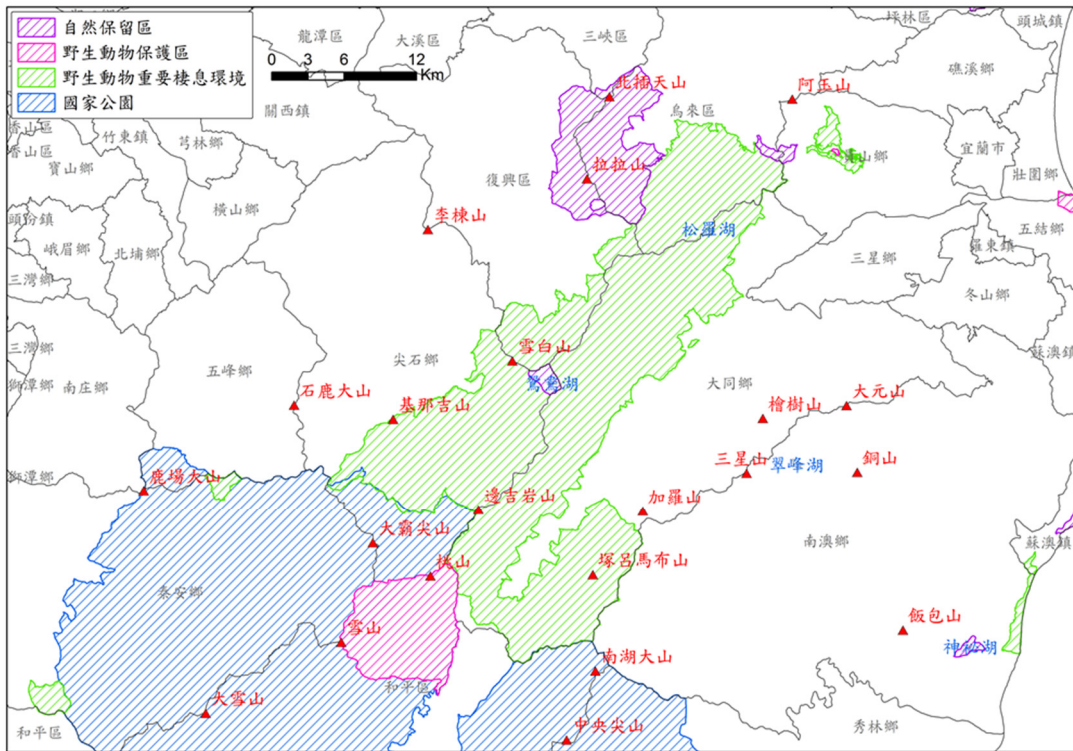 自然保留區
野生動物保護區
野生動物重要棲息環境
國家公園
0 3 6 12
Km
龍潭區
大溪區
三峽區
坪林區
頭城鎮
礁溪鄉
北插天山
阿玉山
烏來區
關西鎮
香山區
竹東鎮
芎林鄉
香山區
寶山鄉
宜蘭市
山鄉
壯圍鄉
拉拉山
復興區
橫山鄉
頭份鎮
峨眉鄉
北埔鄉
李棟山
松羅湖
五結鄉
羅東鎮
三星鄉
三灣鄉
冬山鄉
三灣鄉
雪白山
尖石鄉
五峰鄉
蘇澳鎮
獅潭鄉
南庄鄉
鴛鴦湖
大同鄉
石鹿大山
基那吉山
檜樹山
大元山
三星山
翠峰湖
銅山
獅潭鄉
鹿場大山
邊吉岩山
加羅山
大霸尖山
南澳鄉
蘇澳鎮
桃山
塚呂馬布山
泰安鄉
飯包山
雪山
神秘湖
南湖大山
和平區
大雪山
和平區
中央尖山
秀林鄉